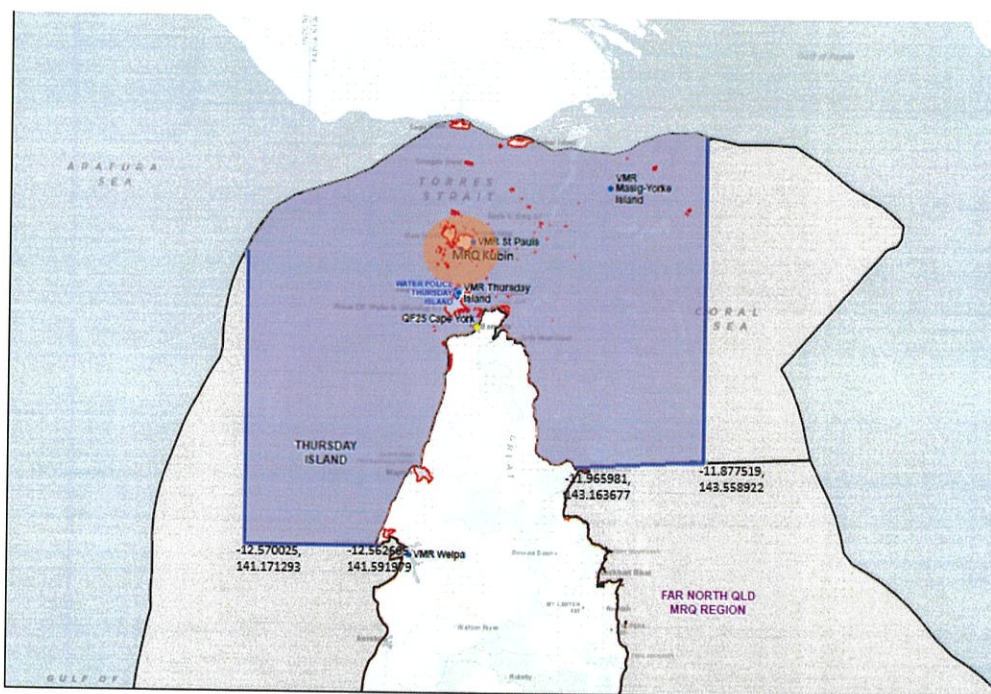 ARAFURA
SEA
TORRES
STRAIT
VMR
Masig-Yorke
Island
VMR St Pauls
MRQ Kubin
WATER POLICE
THURSDAY
ISLAND
VMR Thursday
Island
QF25 Cape York
CORAL
SEA
THURSDAY
ISLAND
GREAT
-11.965981,
143.163677
-11.877519,
143.558922
-12.570025,
141.171293
141.591979
VMR Weipa
FAR NORTH QLD
MRQ REGION
GULF OF